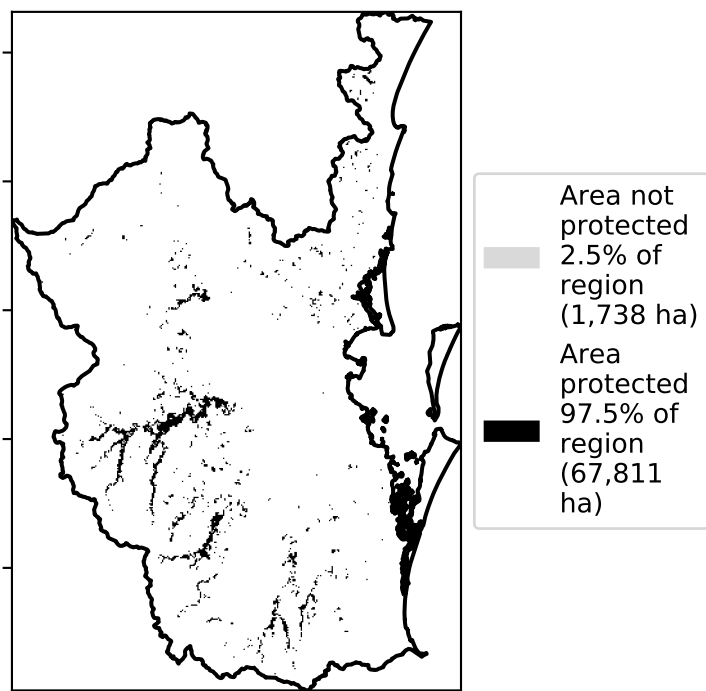 Area not
protected
2.5% of
region
(1,738 ha)
Area
protected
97.5% of
region
(67,811
ha)